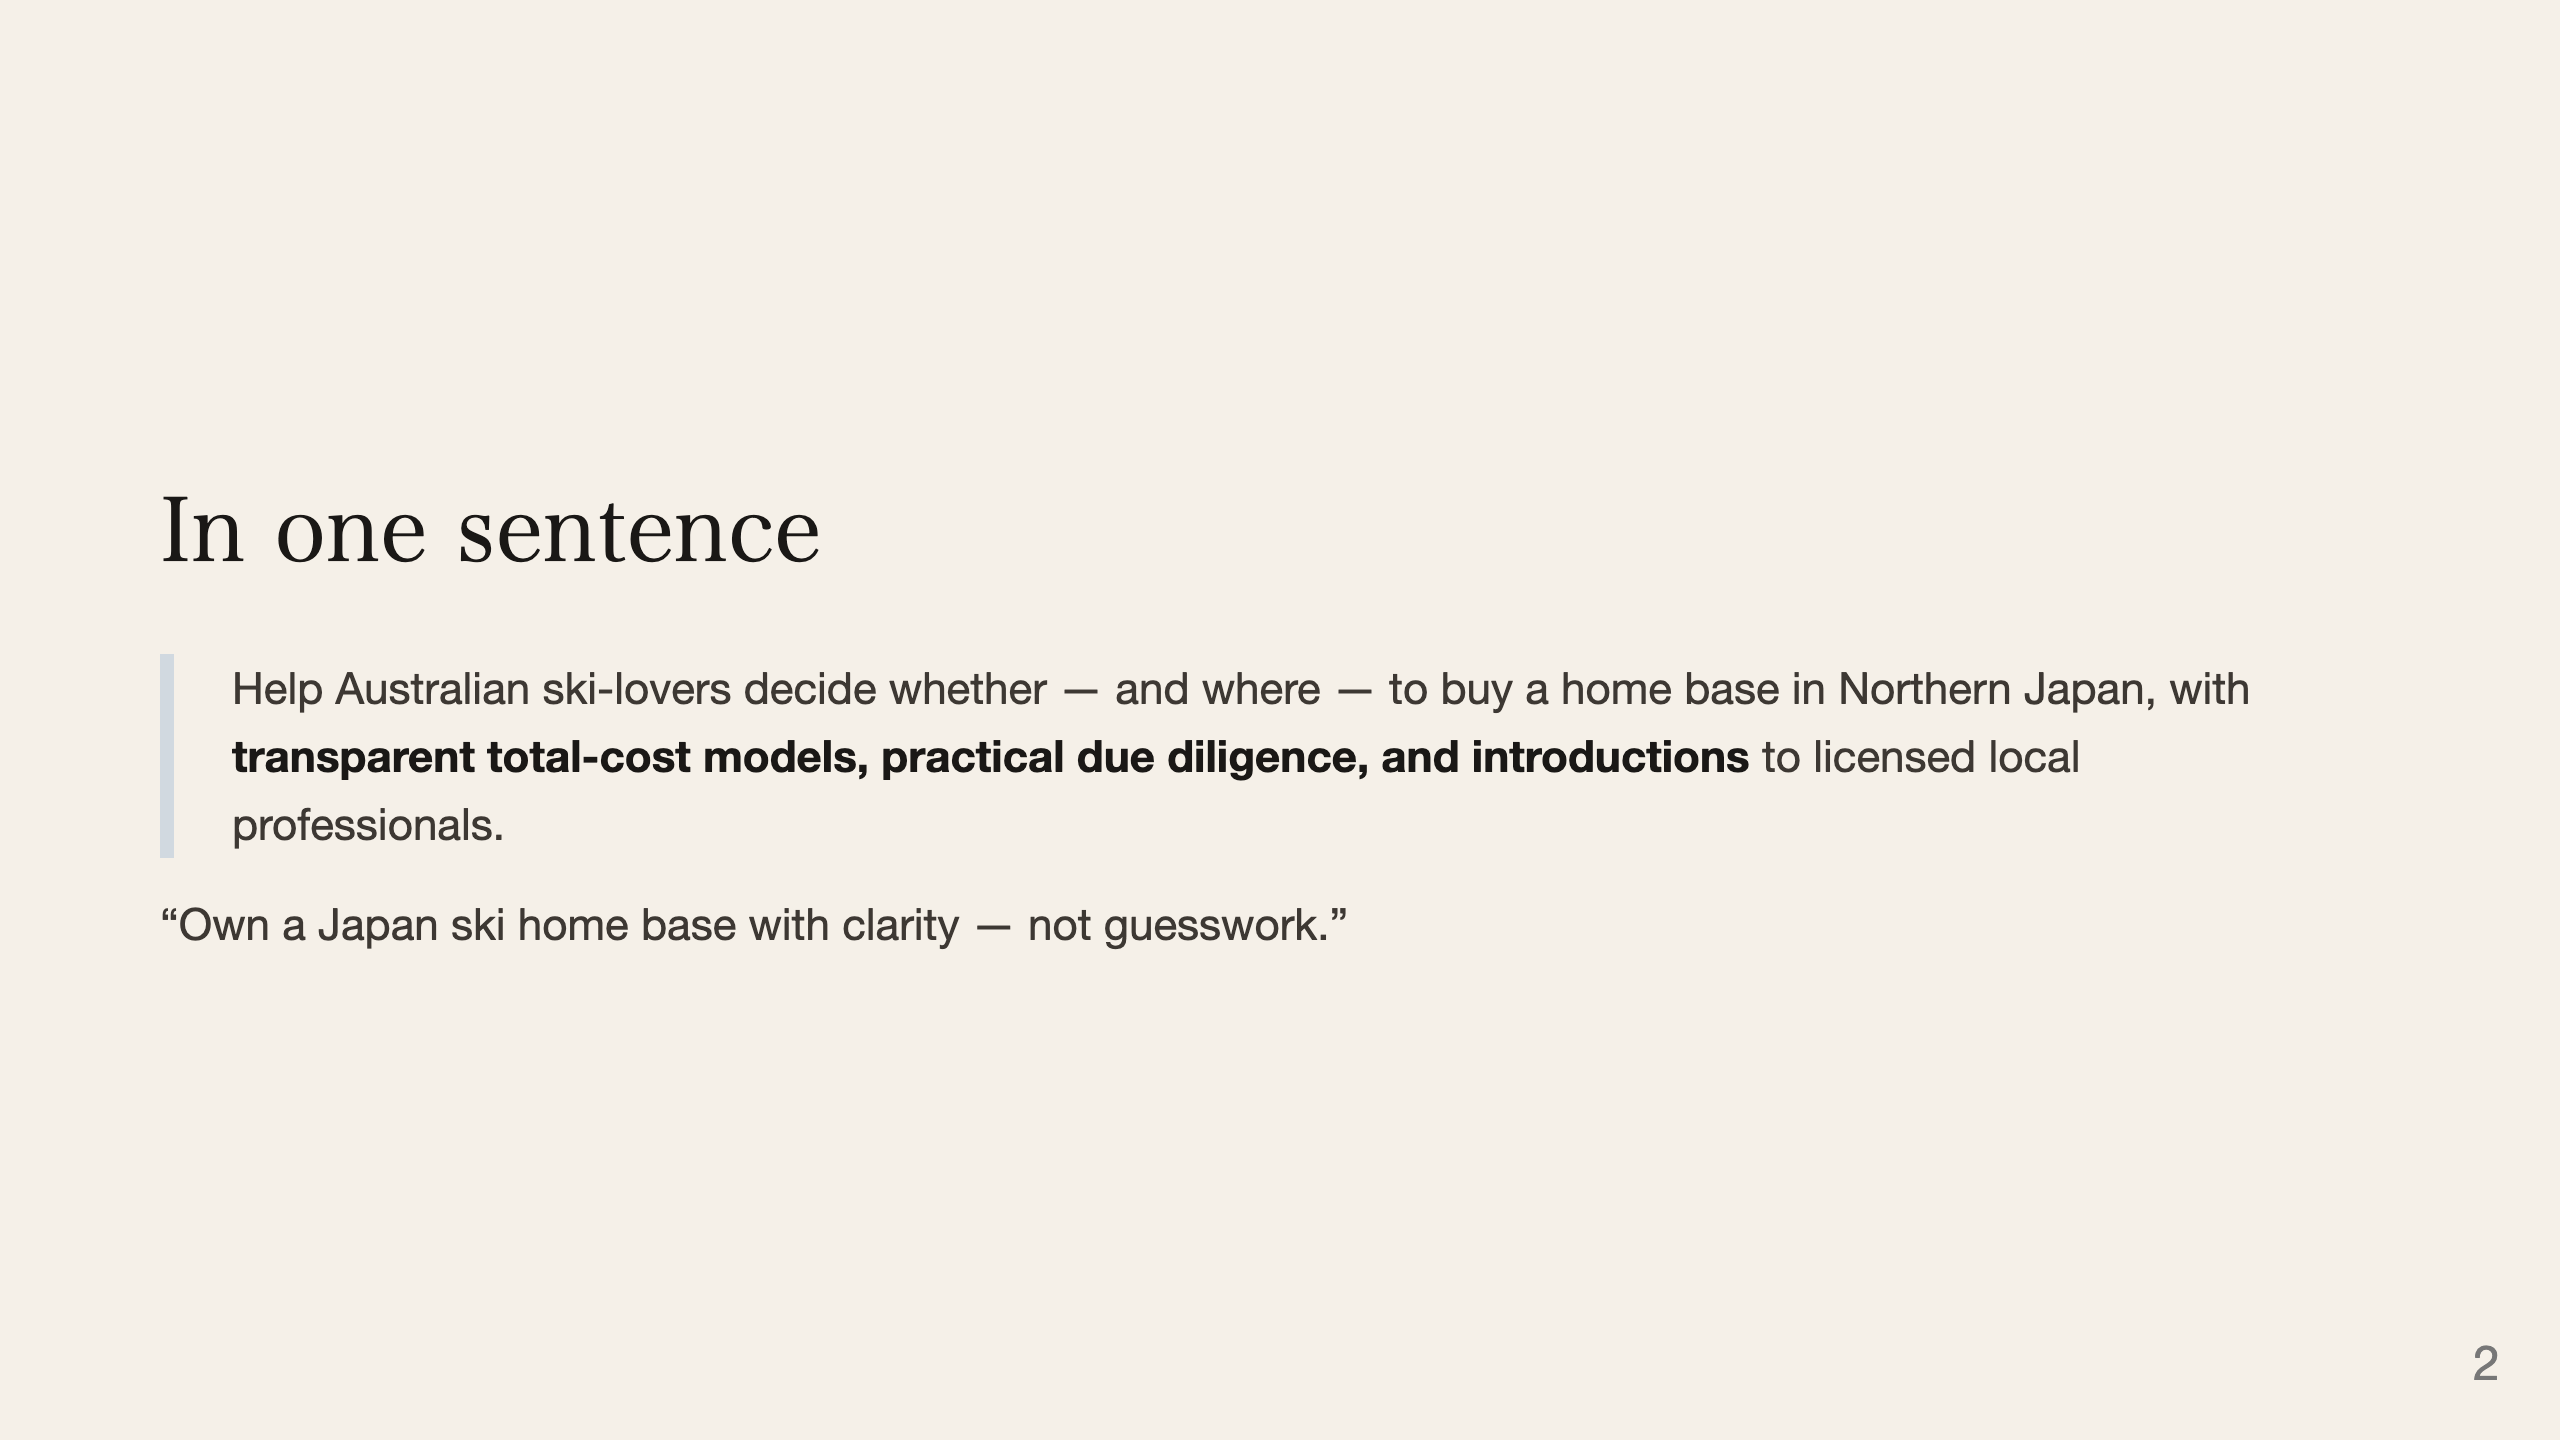 In one sentence
Help Australian ski-lovers decide whether — and where — to buy a home base in Northern Japan, with
transparent total-cost models, practical due diligence, and introductions to licensed local
professionals.
“Own a Japan ski home base with clarity — not guesswork.”
2